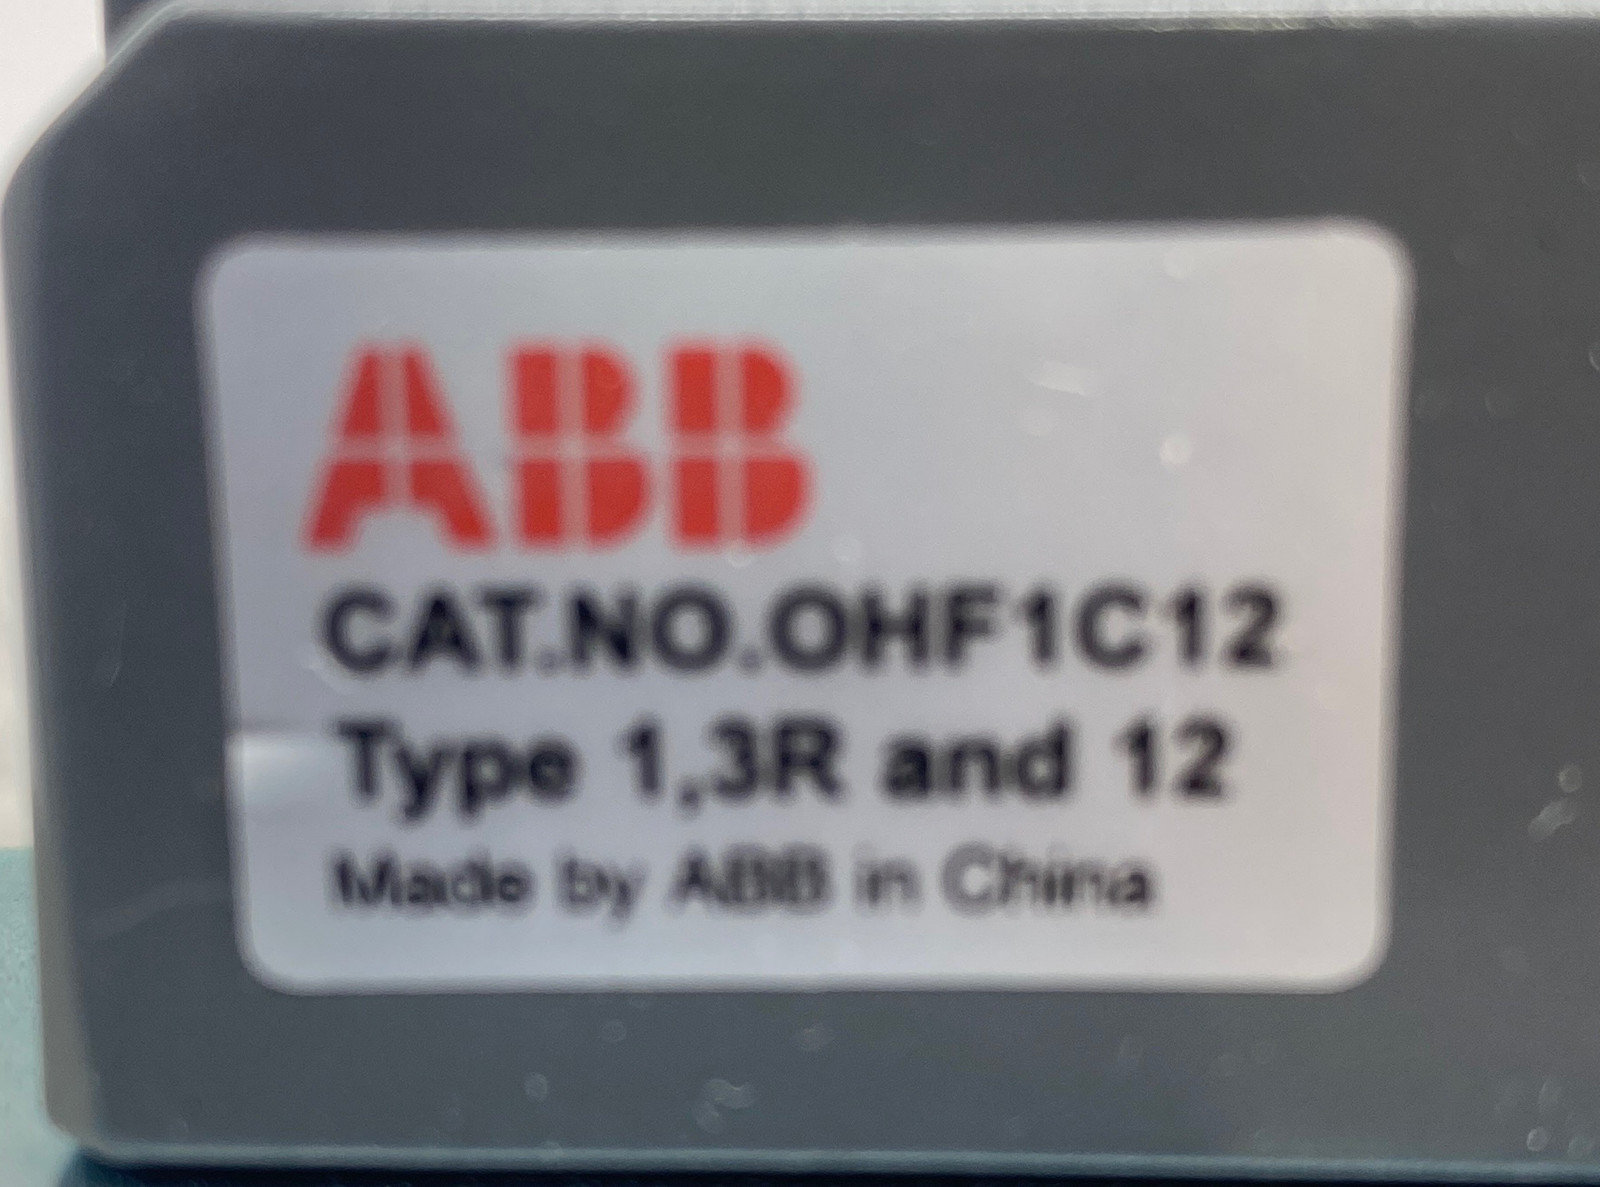 ABB
CAT.NO.OHF1C12
Type 1,3R and 12
Made by ABB in China